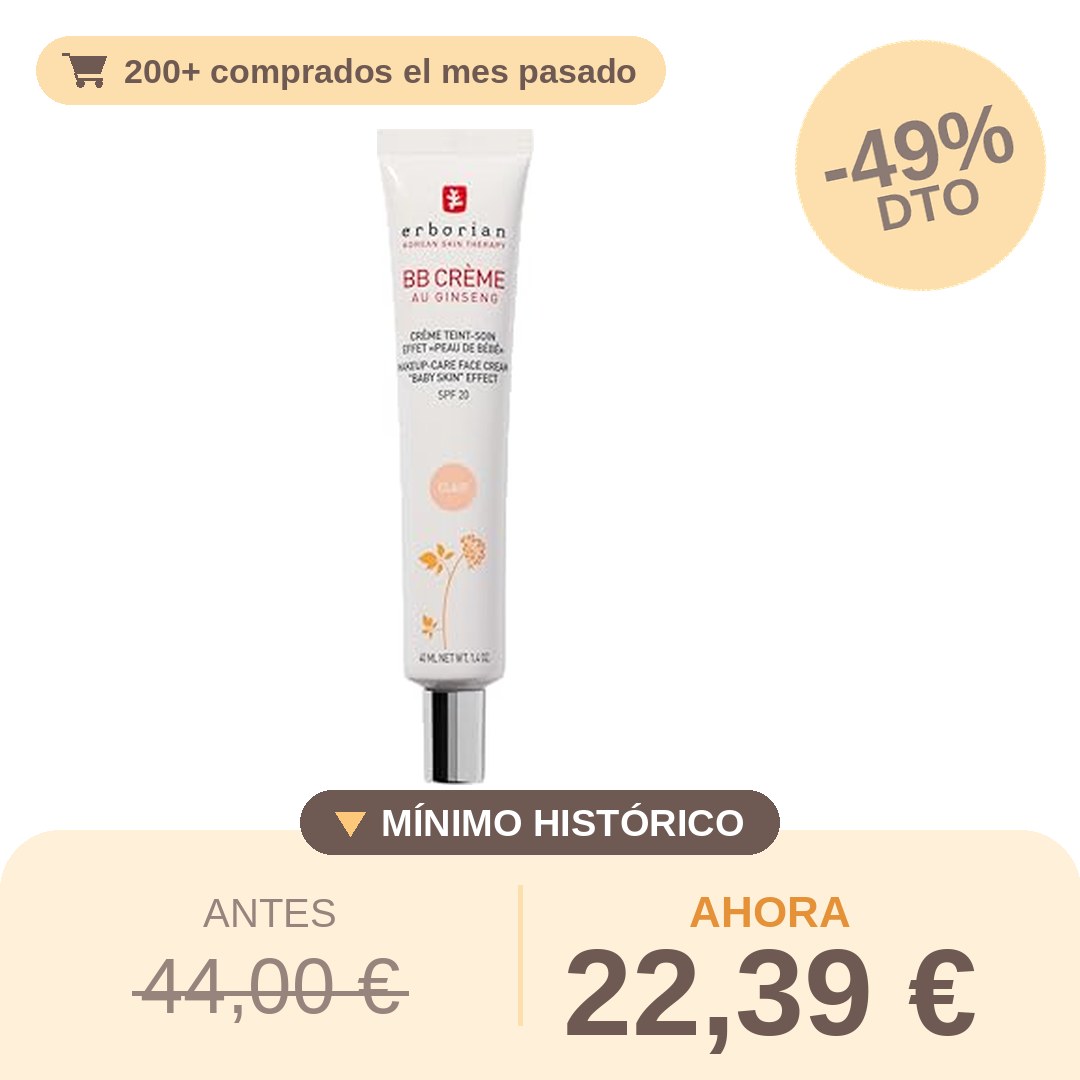 200+ comprados el mes pasado
-49%
DTO
erborian
KOREAN SKIN THERAPY
BB CRÈME
AU GINSENG
CRÈME TEINT-SOIN
EFFET «PEAU DE BÉBÉ»
MAKEUP-CARE FACE CREAM
"BABY SKIN" EFFECT
SPF 20
CLAIR
40 ML NET WT. 1.4 OZ.
MÍNIMO HISTÓRICO
ANTES
44,00 €
AHORA
22,39 €